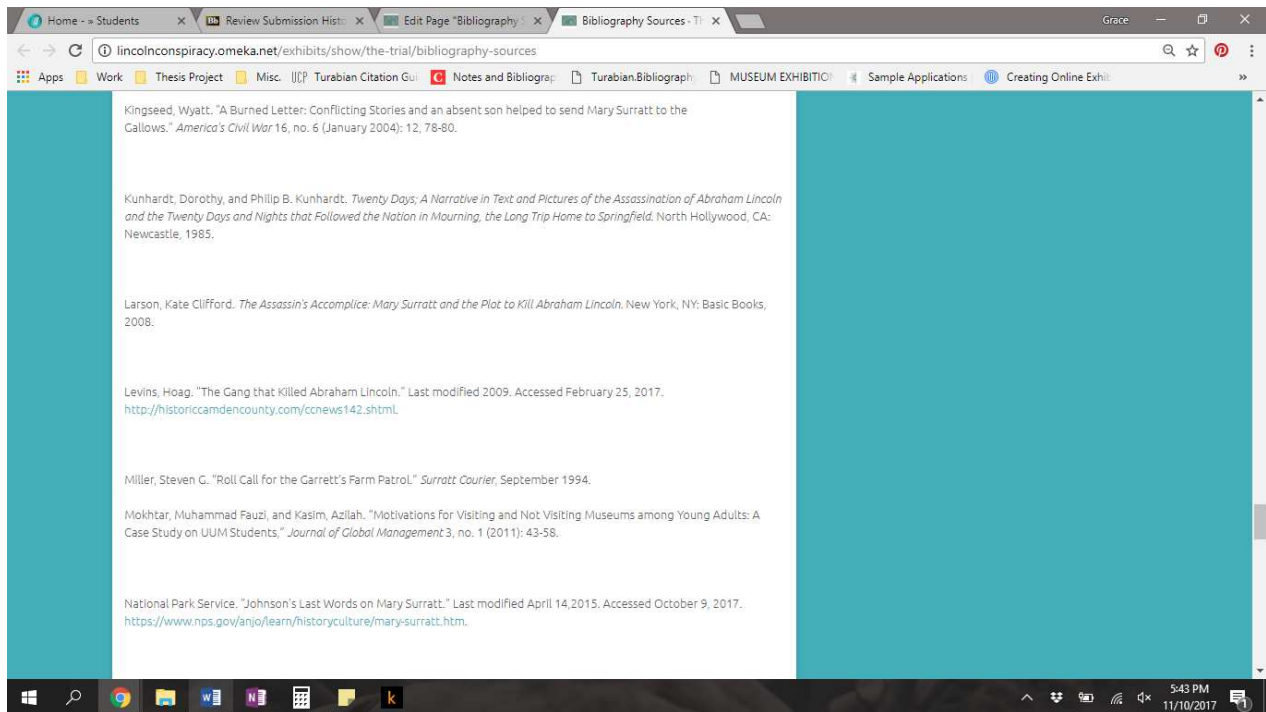 Home - » Students
Review Submission Histo
Edit Page "Bibliography S
Bibliography Sources · Th
Grace
lincolnconspiracy.omeka.net/exhibits/show/the-trial/bibliography-sources
Apps
Work
Thesis Project
Misc.
UCP Turabian Citation Gui
C Notes and Bibliograp
Turabian.Bibliography
MUSEUM EXHIBITIO
Sample Applications
Creating Online Exhib
»
Kingseed, Wyatt. "A Burned Letter: Conflicting Stories and an absent son helped to send Mary Surratt to the
Gallows." America's Civil War 16, no. 6 (January 2004): 12, 78-80.
Kunhardt, Dorothy, and Philip B. Kunhardt. Twenty Days; A Narrative in Text and Pictures of the Assassination of Abraham Lincoln
and the Twenty Days and Nights that Followed the Nation in Mourning, the Long Trip Home to Springfield. North Hollywood, CA:
Newcastle, 1985.
Larson, Kate Clifford. The Assassin's Accomplice: Mary Surratt and the Plot to Kill Abraham Lincoln. New York, NY: Basic Books,
2008.
Levins, Hoag. "The Gang that Killed Abraham Lincoln." Last modified 2009. Accessed February 25, 2017.
http://historiccamdencounty.com/ccnews142.shtml.
Miller, Steven G. "Roll Call for the Garrett's Farm Patrol." Surratt Courier, September 1994.
Mokhtar, Muhammad Fauzi, and Kasim, Azilah. "Motivations for Visiting and Not Visiting Museums among Young Adults: A
Case Study on UUM Students," Journal of Global Management 3, no. 1 (2011): 43-58.
National Park Service. "Johnson's Last Words on Mary Surratt." Last modified April 14,2015. Accessed October 9, 2017.
https://www.nps.gov/anjo/learn/historyculture/mary-surratt.htm.
5:43 PM
11/10/2017